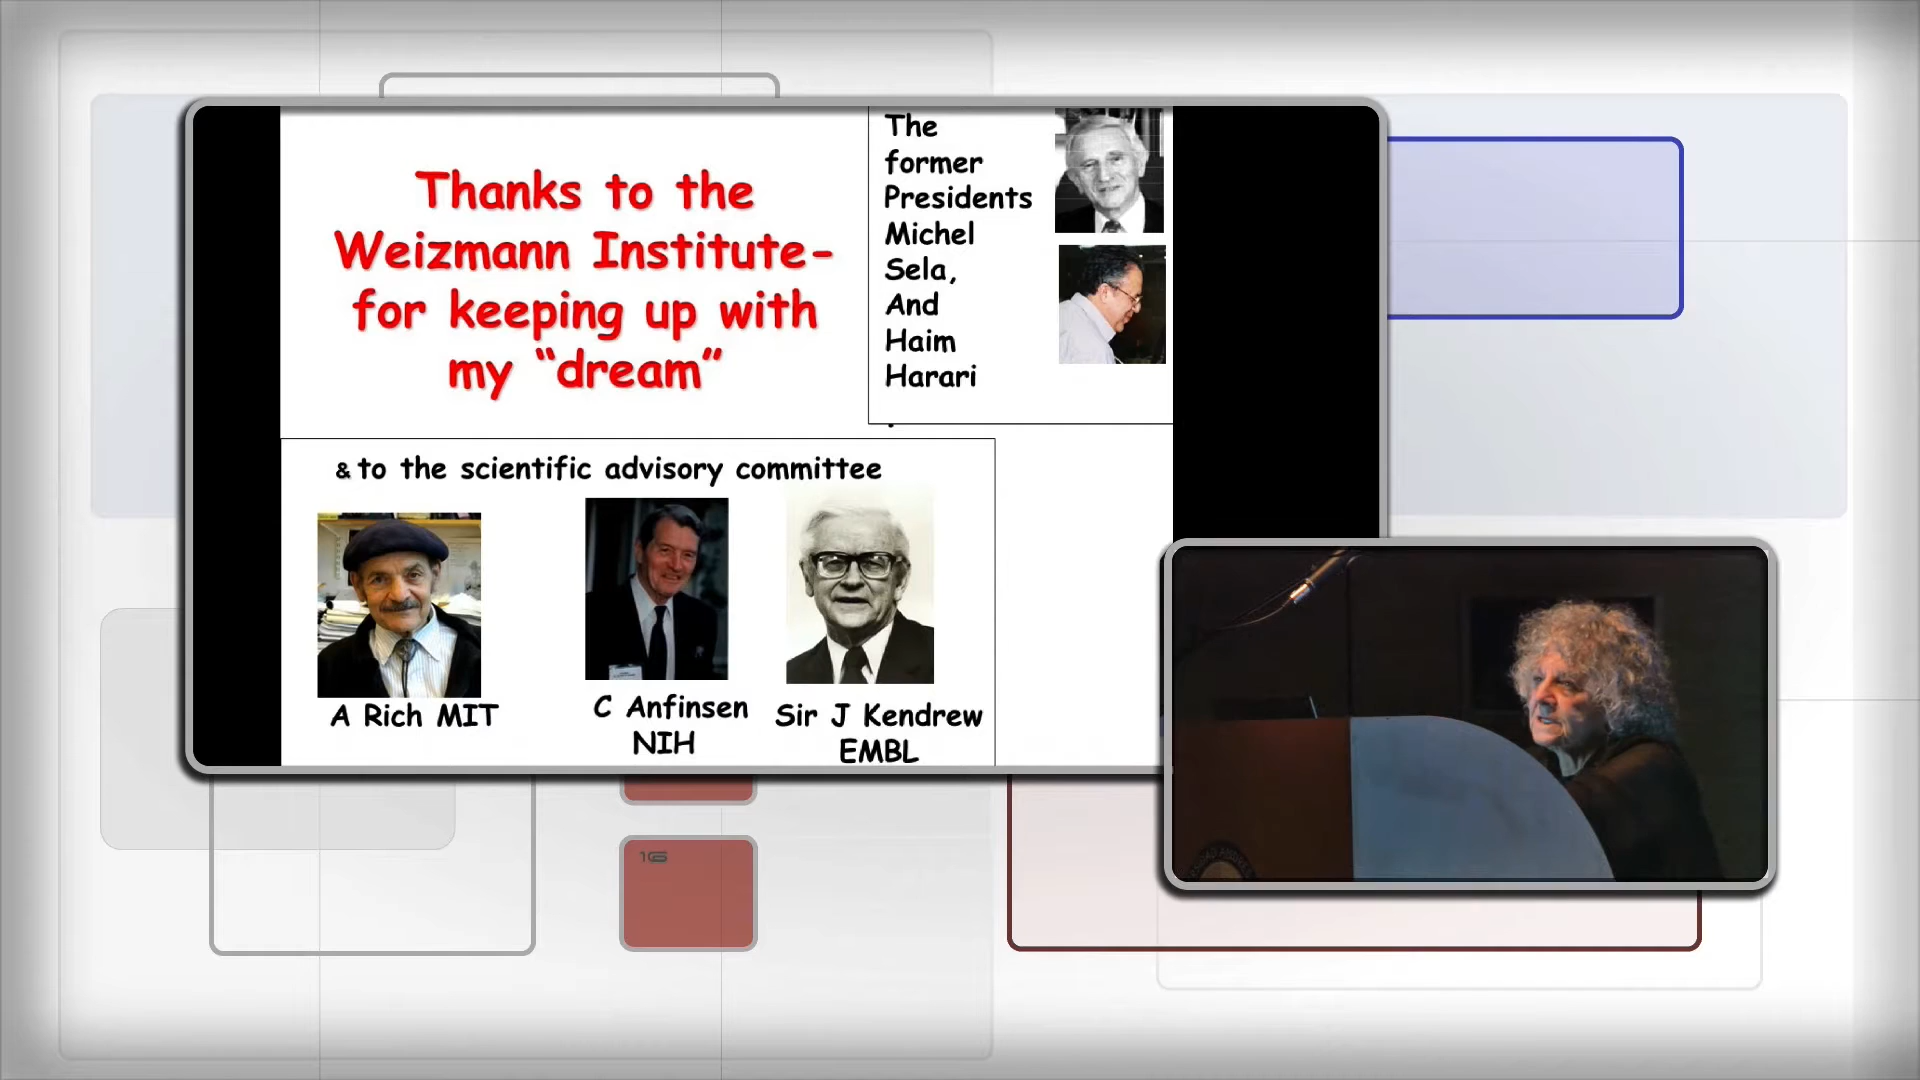 Thanks to the
Weizmann Institute-
for keeping up with
my “dream”
The
former
Presidents
Michel
Sela,
And
Haim
Harari
.
& to the scientific advisory committee
A Rich MIT
C Anfinsen
NIH
Sir J Kendrew
EMBL
16